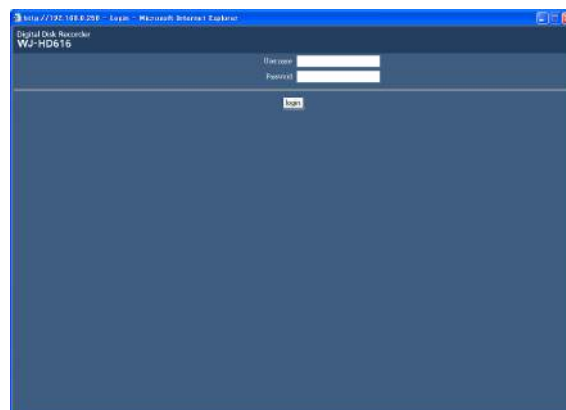 http://192.168.0.250 - Login - Microsoft Internet Explorer
Digital Disk Recorder
WJ-HD616
User name
Password
login